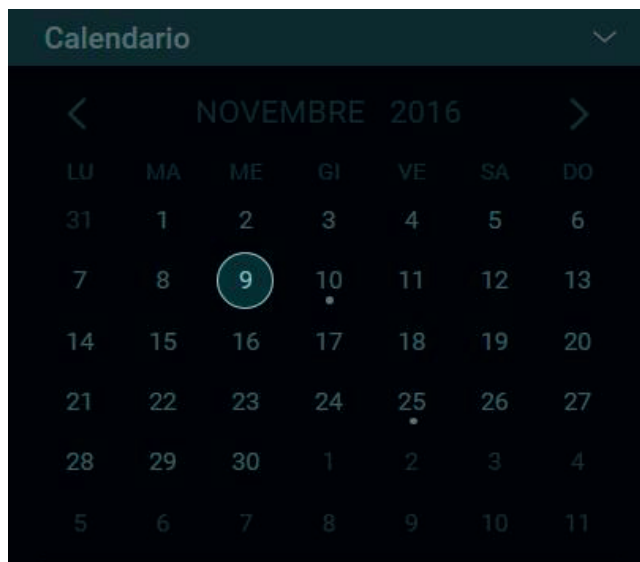 Calendario
NOVEMBRE 2016
LU MA ME GI VE SA DO
31 1 2 3 4 5 6
7 8 9 10 11 12 13
14 15 16 17 18 19 20
21 22 23 24 25 26 27
28 29 30 1 2 3 4
5 6 7 8 9 10 11